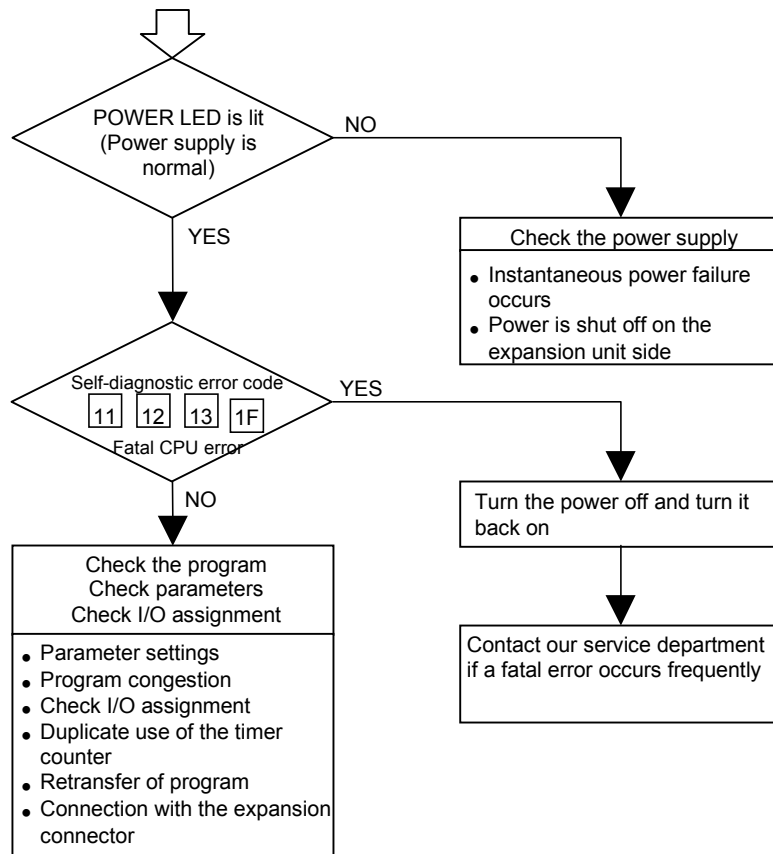 POWER LED is lit
(Power supply is
normal)
NO
YES
Check the power supply
• Instantaneous power failure
occurs
• Power is shut off on the
expansion unit side
Self-diagnostic error code
11 12 13 1F
Fatal CPU error
YES
NO
Turn the power off and turn it
back on
Contact our service department
if a fatal error occurs frequently
Check the program
Check parameters
Check I/O assignment
• Parameter settings
• Program congestion
• Check I/O assignment
• Duplicate use of the timer
counter
• Retransfer of program
• Connection with the expansion
connector